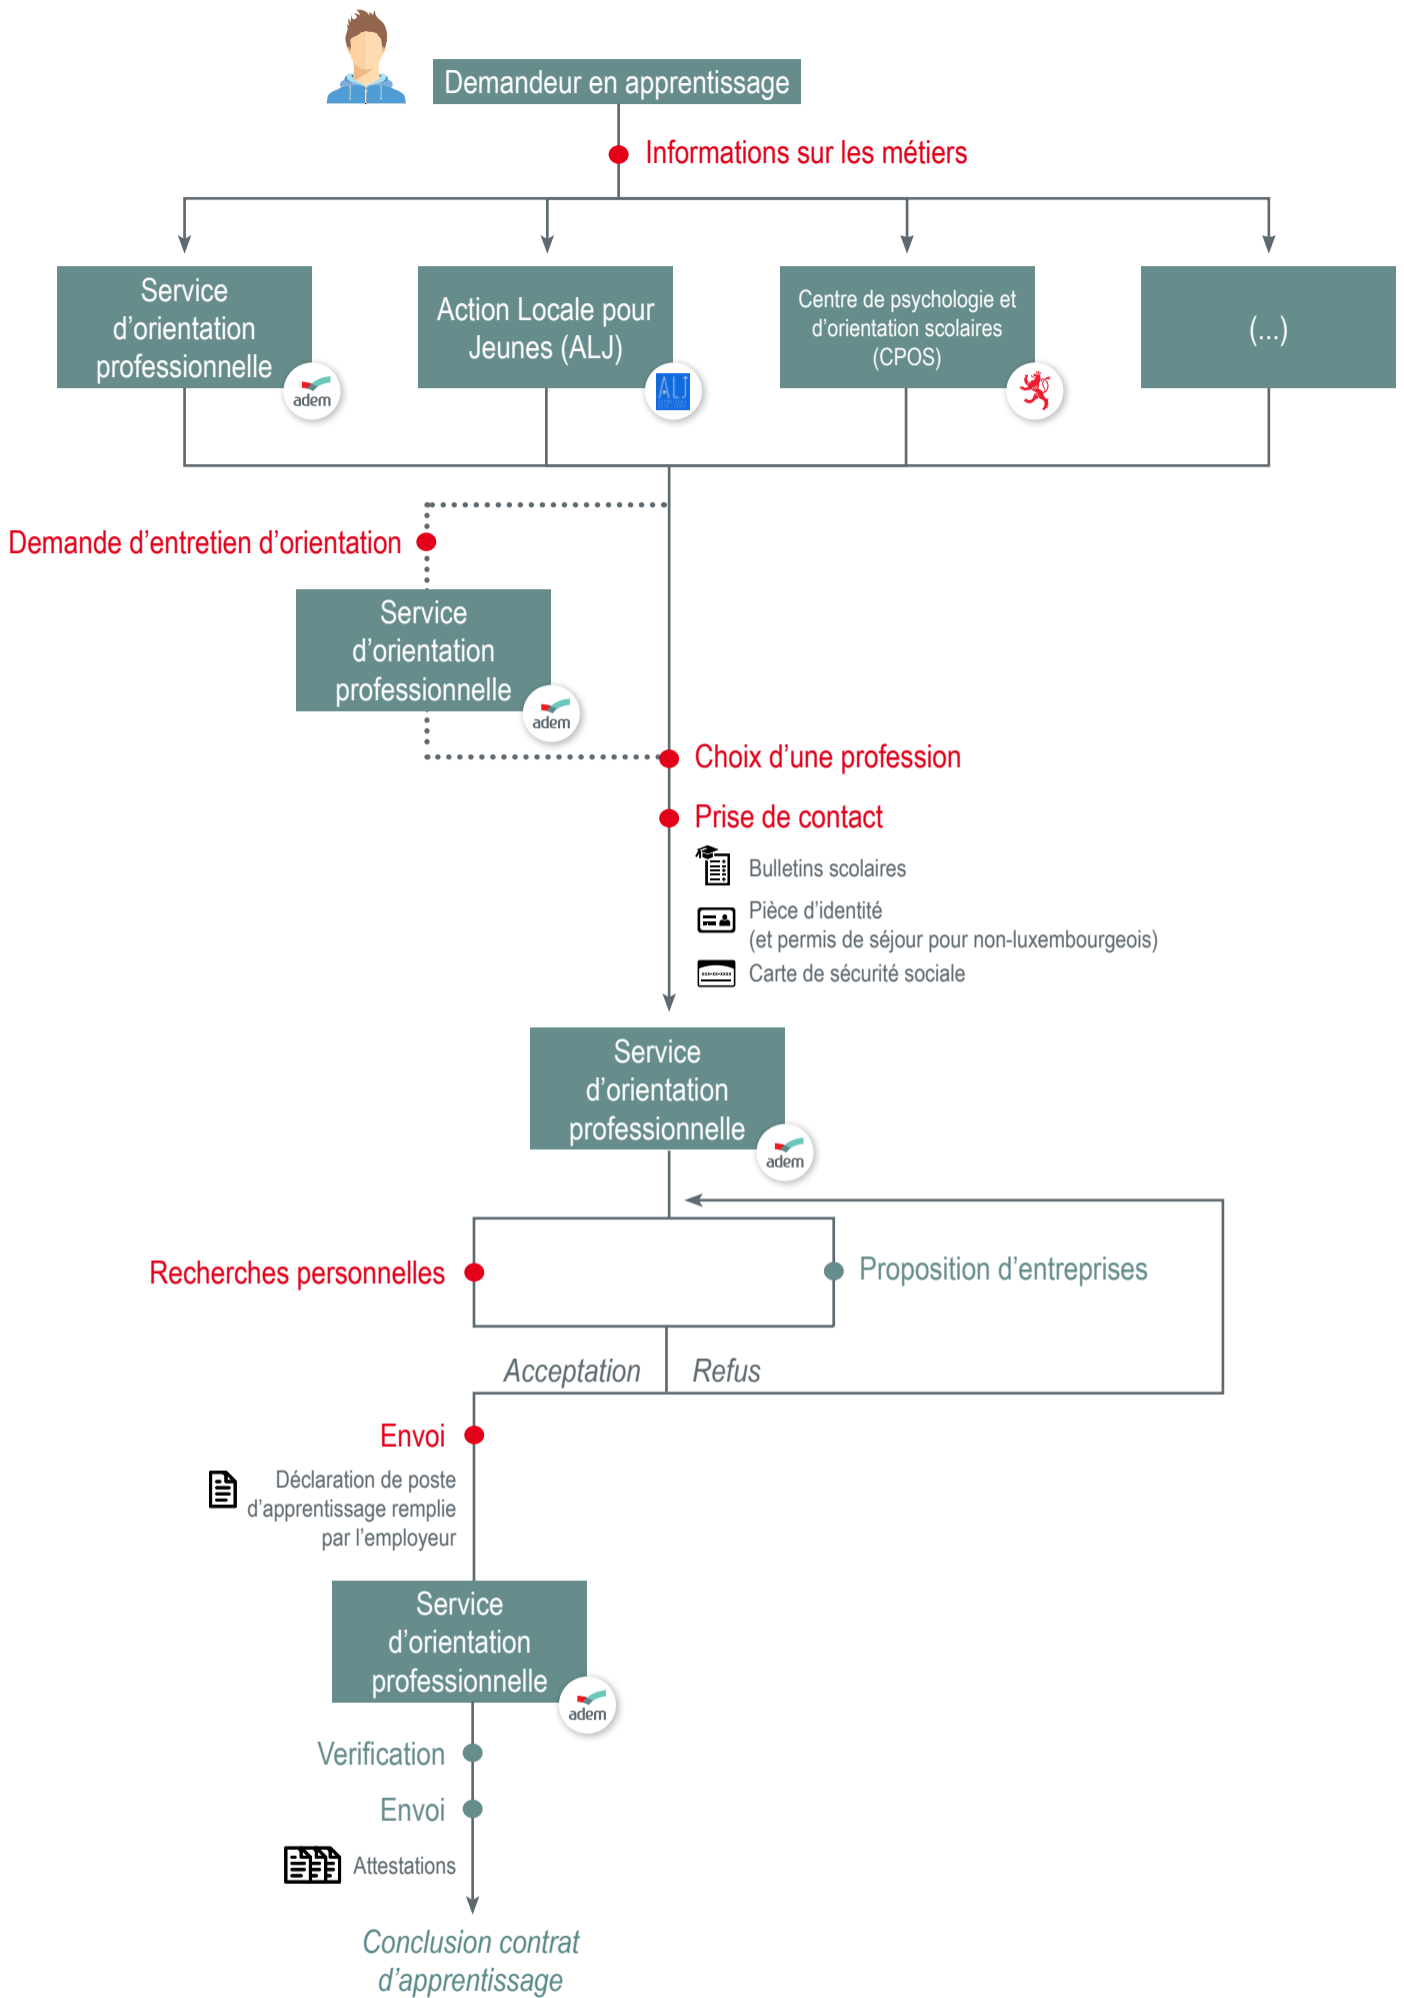 Demandeur en apprentissage
Informations sur les métiers
Service
d’orientation
professionnelle
adem
Action Locale pour
Jeunes (ALJ)
ALJ
Centre de psychologie et
d’orientation scolaires
(CPOS)
(...)
Demande d’entretien d’orientation
Service
d’orientation
professionnelle
adem
Choix d’une profession
Prise de contact
Bulletins scolaires
Pièce d’identité
(et permis de séjour pour non-luxembourgeois)
Carte de sécurité sociale
Service
d’orientation
professionnelle
adem
Recherches personnelles
Proposition d’entreprises
Acceptation
Refus
Envoi
Déclaration de poste
d’apprentissage remplie
par l’employeur
Service
d’orientation
professionnelle
adem
Verification
Envoi
Attestations
Conclusion contrat
d’apprentissage